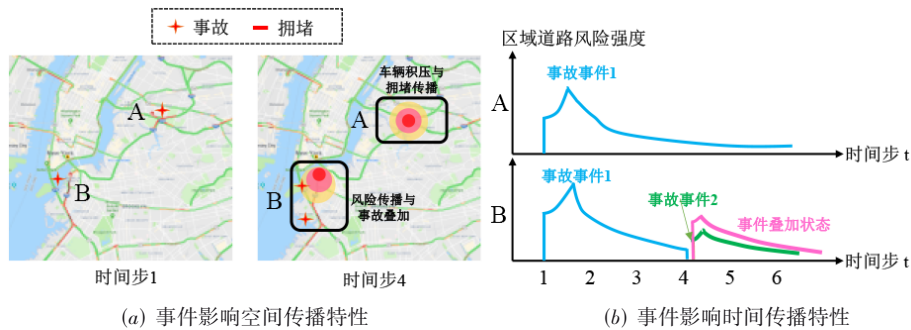 事故 拥堵
A
B
时间步1
车辆积压与
拥堵传播
A
B
风险传播与
事故叠加
时间步4
(a) 事件影响空间传播特性
区域道路风险强度
A
事故事件1
时间步 t
B
事故事件1
事故事件2
事件叠加状态
时间步 t
1 2 3 4 5 6
(b) 事件影响时间传播特性